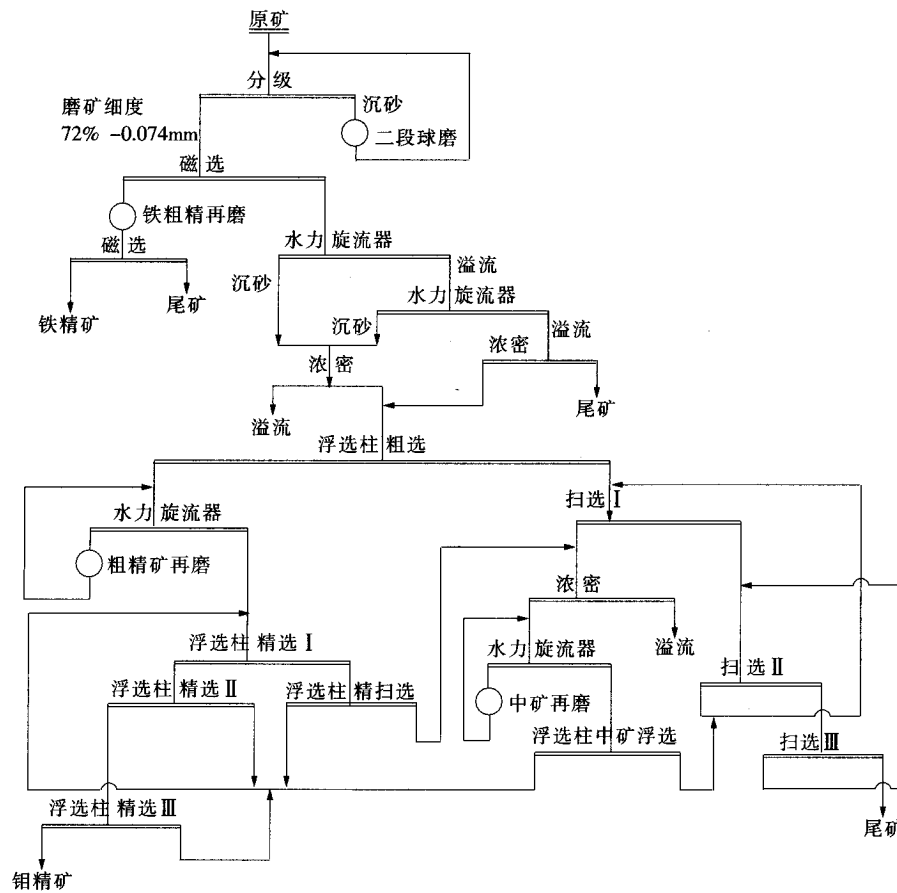 原矿
分级
磨矿细度
72% -0.074mm
沉砂
二段球磨
磁选
铁粗精再磨
磁选
水力旋流器
沉砂
溢流
铁精矿
尾矿
水力旋流器
沉砂
溢流
浓密
浓密
溢流
尾矿
浮选柱粗选
扫选Ⅰ
水力旋流器
粗精矿再磨
浓密
水力旋流器
溢流
浮选柱 精选Ⅰ
浮选柱 精选Ⅱ
浮选柱 精扫选
中矿再磨
扫选Ⅱ
浮选柱中矿浮选
扫选Ⅲ
浮选柱 精选Ⅲ
尾矿
钼精矿